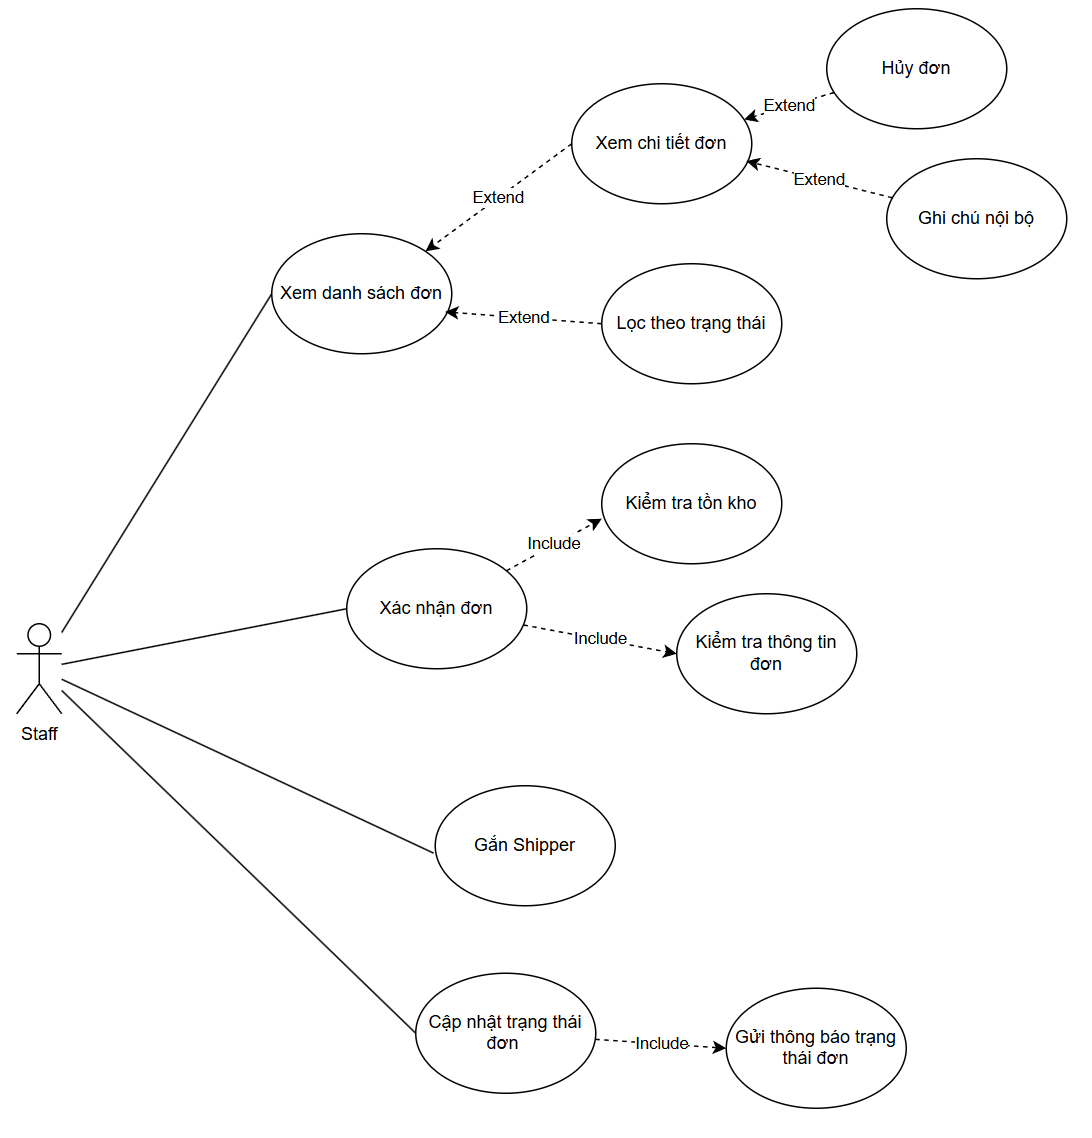 Hủy đơn
Extend
Xem chi tiết đơn
Extend
Extend
Ghi chú nội bộ
Xem danh sách đơn
Extend
Lọc theo trạng thái
Kiểm tra tồn kho
Include
Xác nhận đơn
Include
Kiểm tra thông tin
đơn
Staff
Gắn Shipper
Cập nhật trạng thái
đơn
Include
Gửi thông báo trạng
thái đơn